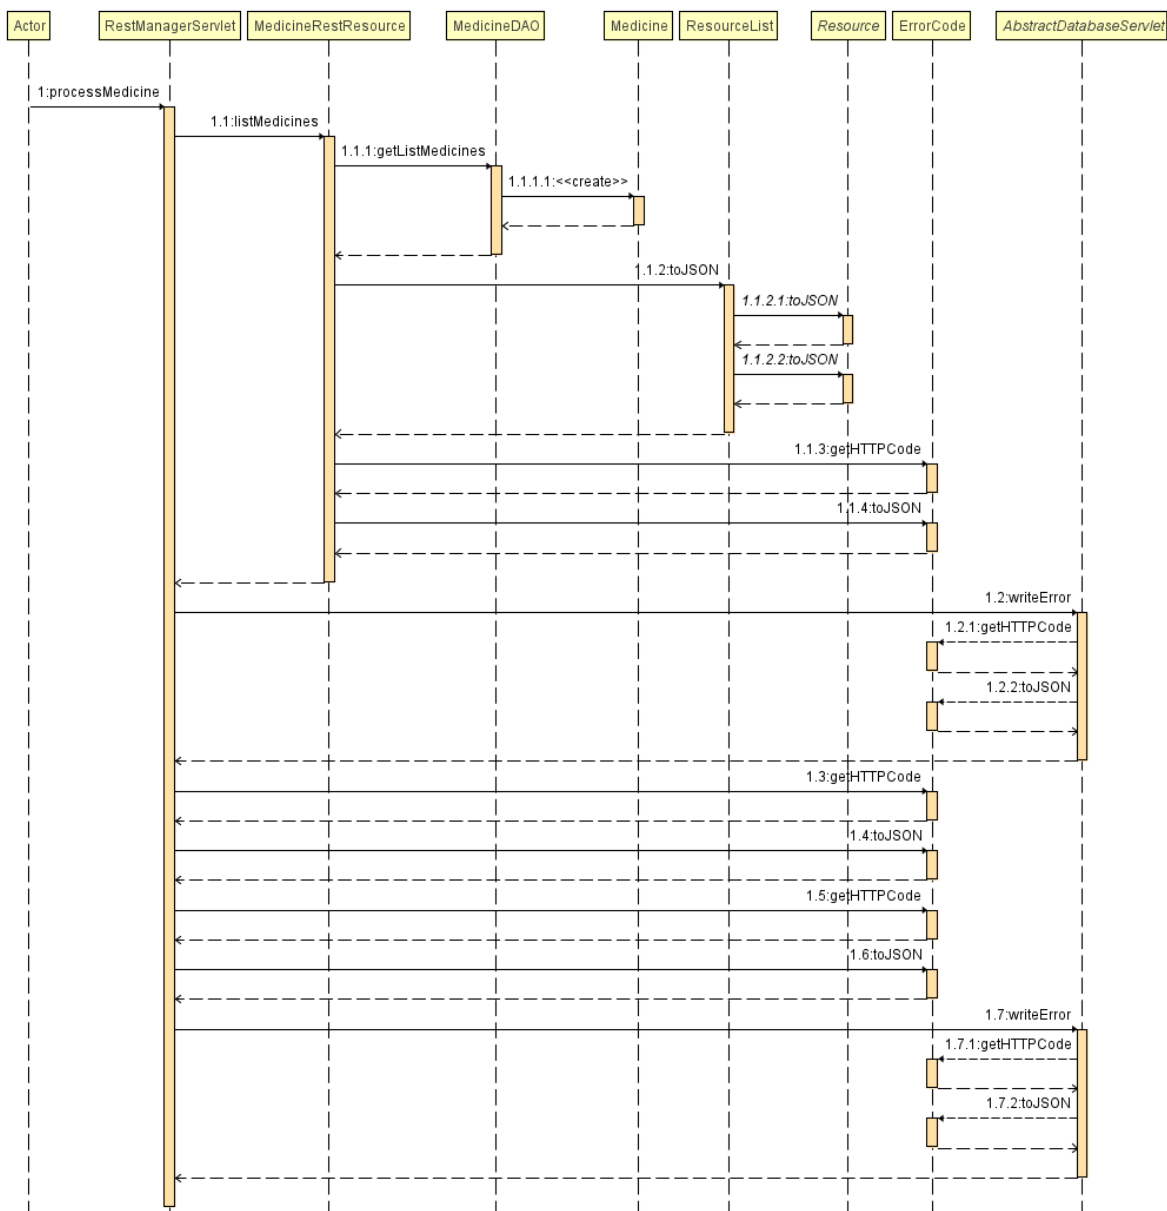 Actor
RestManagerServlet
MedicineRestResource
MedicineDAO
Medicine
ResourceList
Resource
ErrorCode
AbstractDatabaseServlet
1:processMedicine
1.1:listMedicines
1.1.1:getListMedicines
1.1.1.1:<<create>>
1.1.2:toJSON
1.1.2.1:toJSON
1.1.2.2:toJSON
1.1.3:getHTTPCode
1.1.4:toJSON
1.2:writeError
1.2.1:getHTTPCode
1.2.2:toJSON
1.3:getHTTPCode
1.4:toJSON
1.5:getHTTPCode
1.6:toJSON
1.7:writeError
1.7.1:getHTTPCode
1.7.2:toJSON